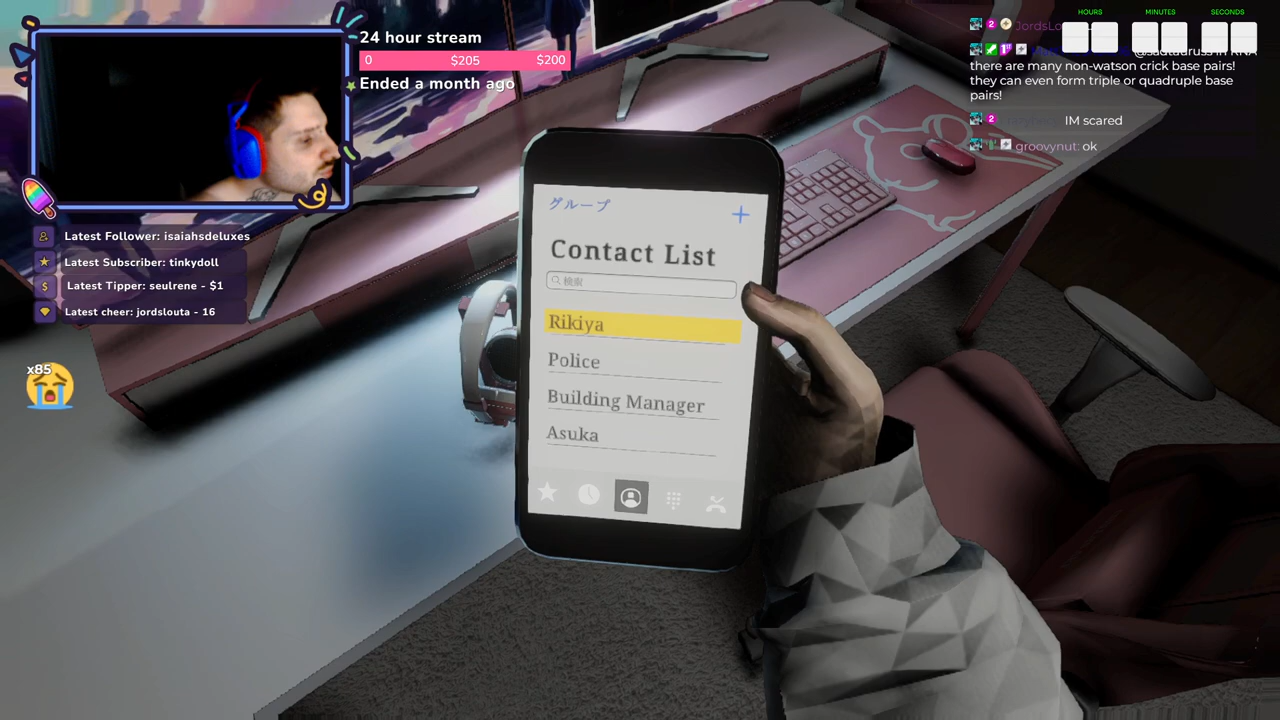 24 hour stream
0 $205 $200
Ended a month ago
Latest Follower: isaiahsdeluxes
Latest Subscriber: tinkydoll
Latest Tipper: seulrene - $1
Latest cheer: jordslouta - 16
x85
グループ
+
Contact List
検索
Rikiya
Police
Building Manager
Asuka
HOURS MINUTES SECONDS
there are many non-watson crick base pairs!
they can even form triple or quadruple base
pairs!
IM scared
groovynut: ok